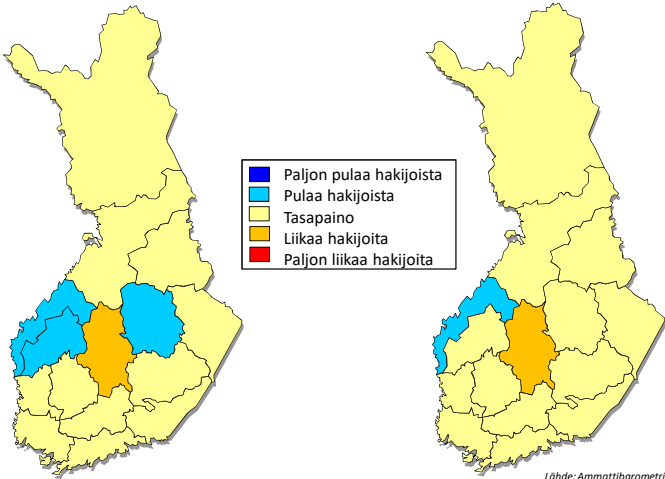 Paljon pulaa hakijoista
Pulaa hakijoista
Tasapaino
Liikaa hakijoita
Paljon liikaa hakijoita
Lähde: Ammattibarometri